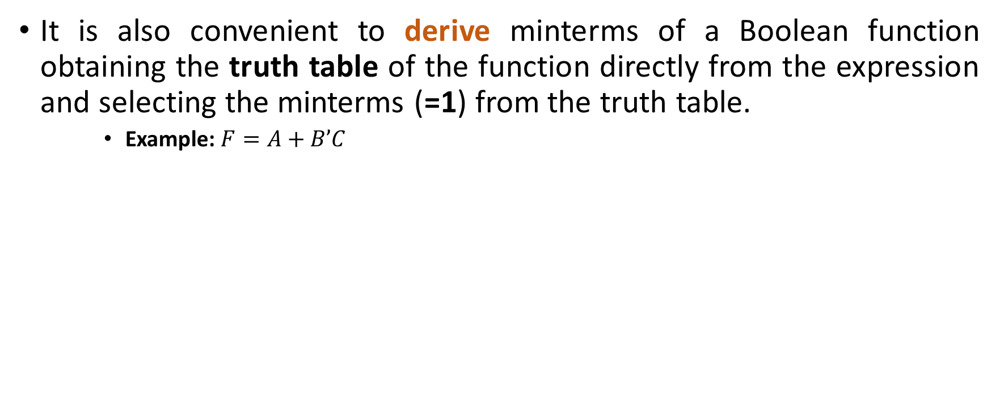 • It is also convenient to derive minterms of a Boolean function
obtaining the truth table of the function directly from the expression
and selecting the minterms (=1) from the truth table.
• Example: F = A + B’C